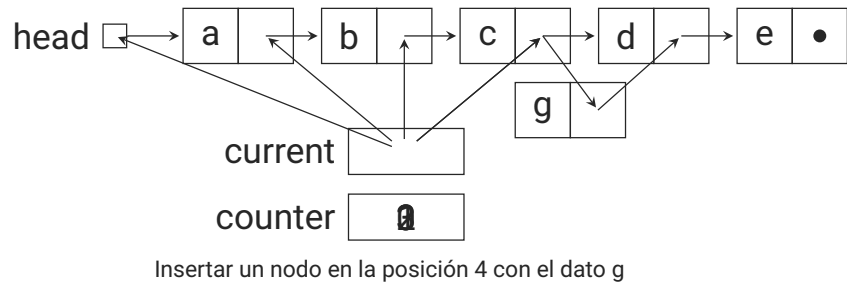 head a b c d e
g
current
counter
Insertar un nodo en la posición 4 con el dato g